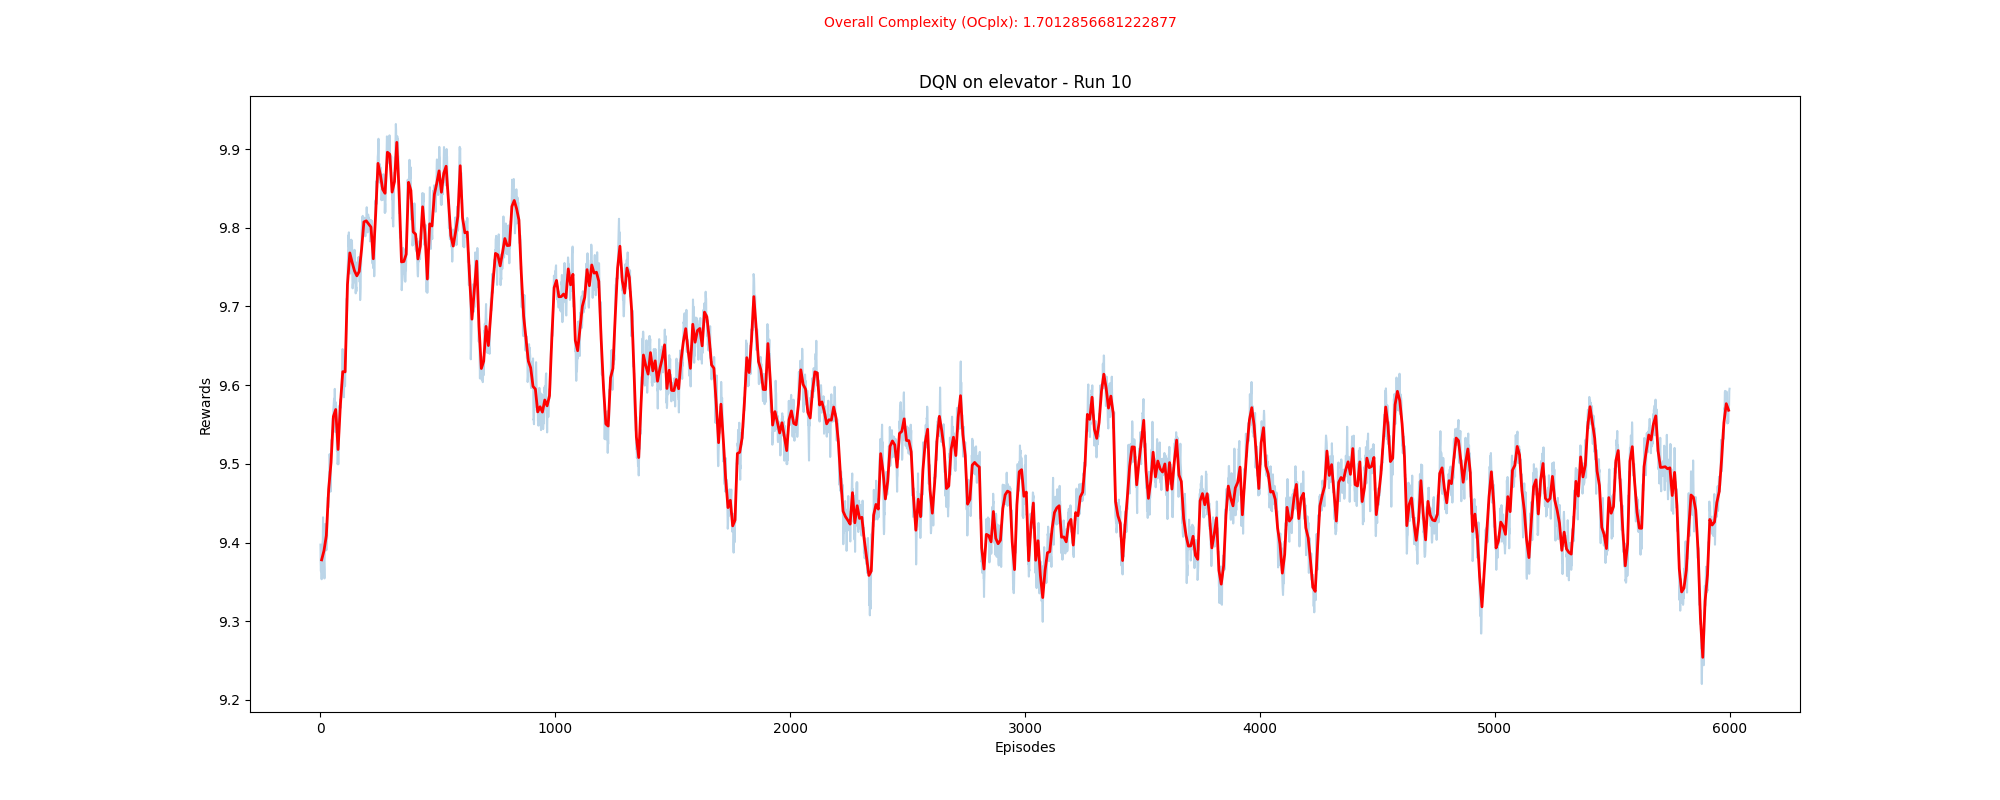 Overall Complexity (OCplx): 1.7012856681222877
DQN on elevator - Run 10
9.9
9.8
9.7
9.6
9.5
9.4
9.3
9.2
Rewards
0 1000 2000 3000 4000 5000 6000
Episodes